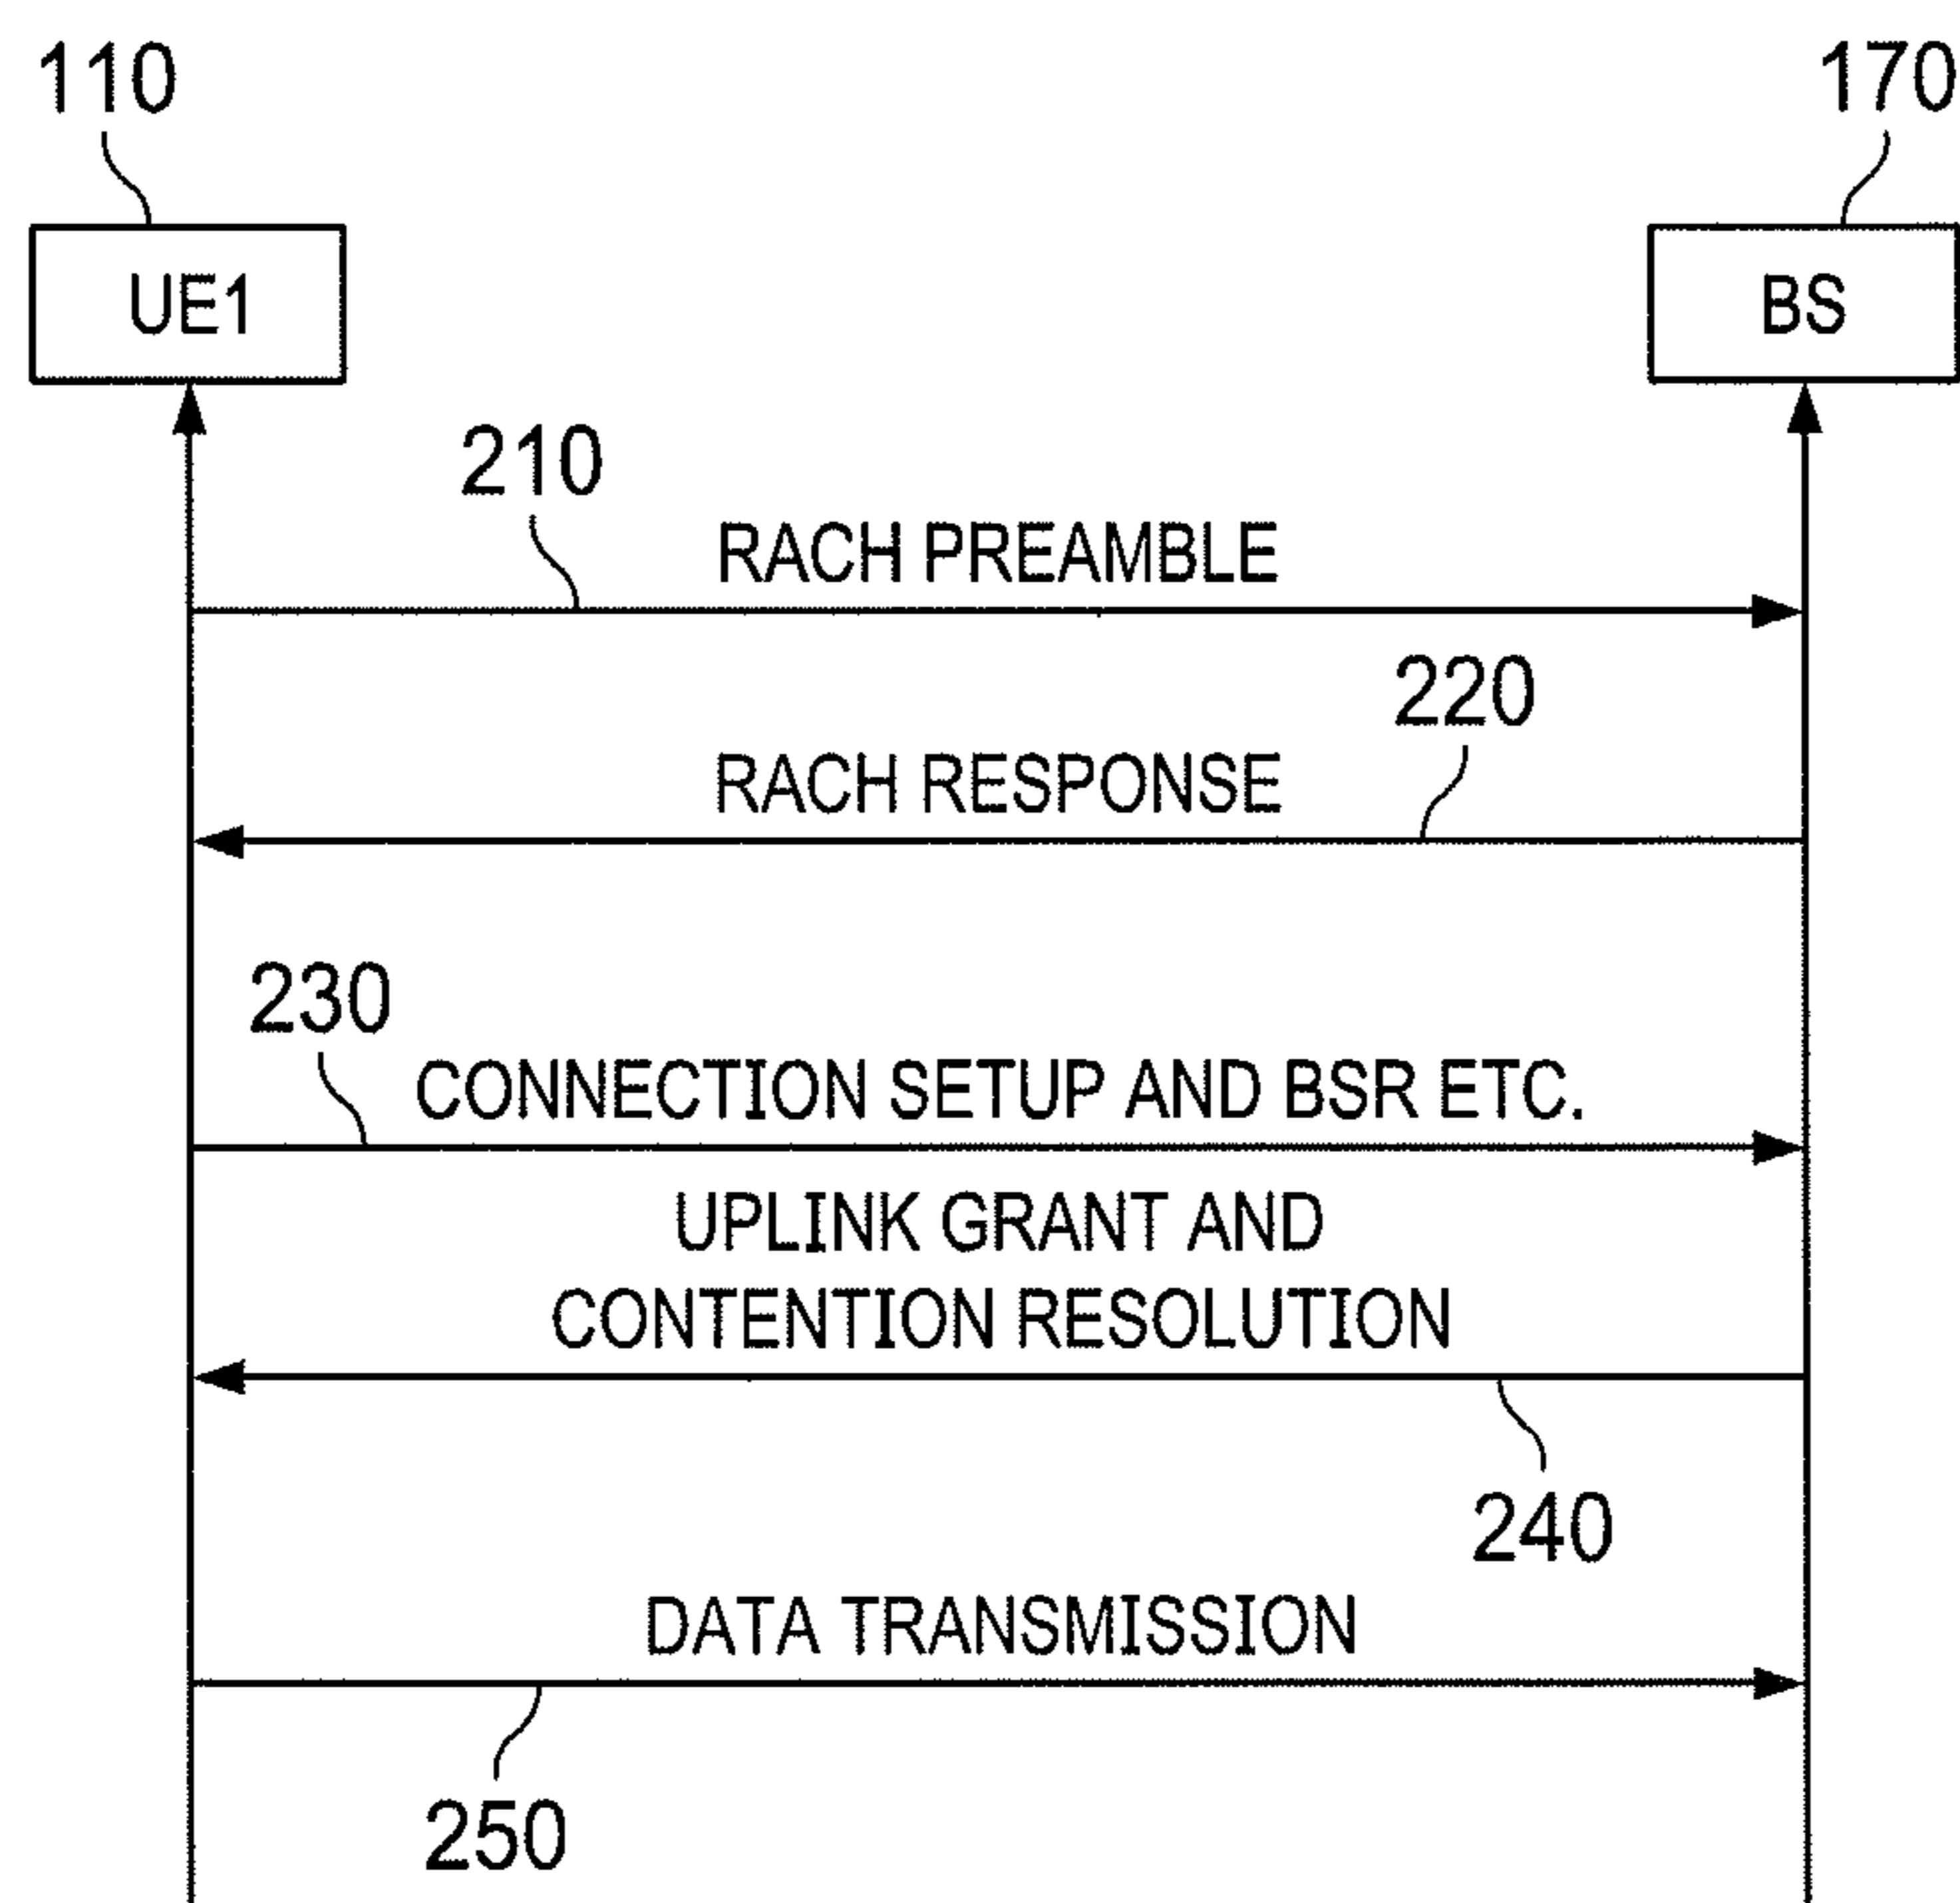 110
170
UE1
BS
210
RACH PREAMBLE
220
RACH RESPONSE
230
CONNECTION SETUP AND BSR ETC.
UPLINK GRANT AND
CONTENTION RESOLUTION
240
DATA TRANSMISSION
250